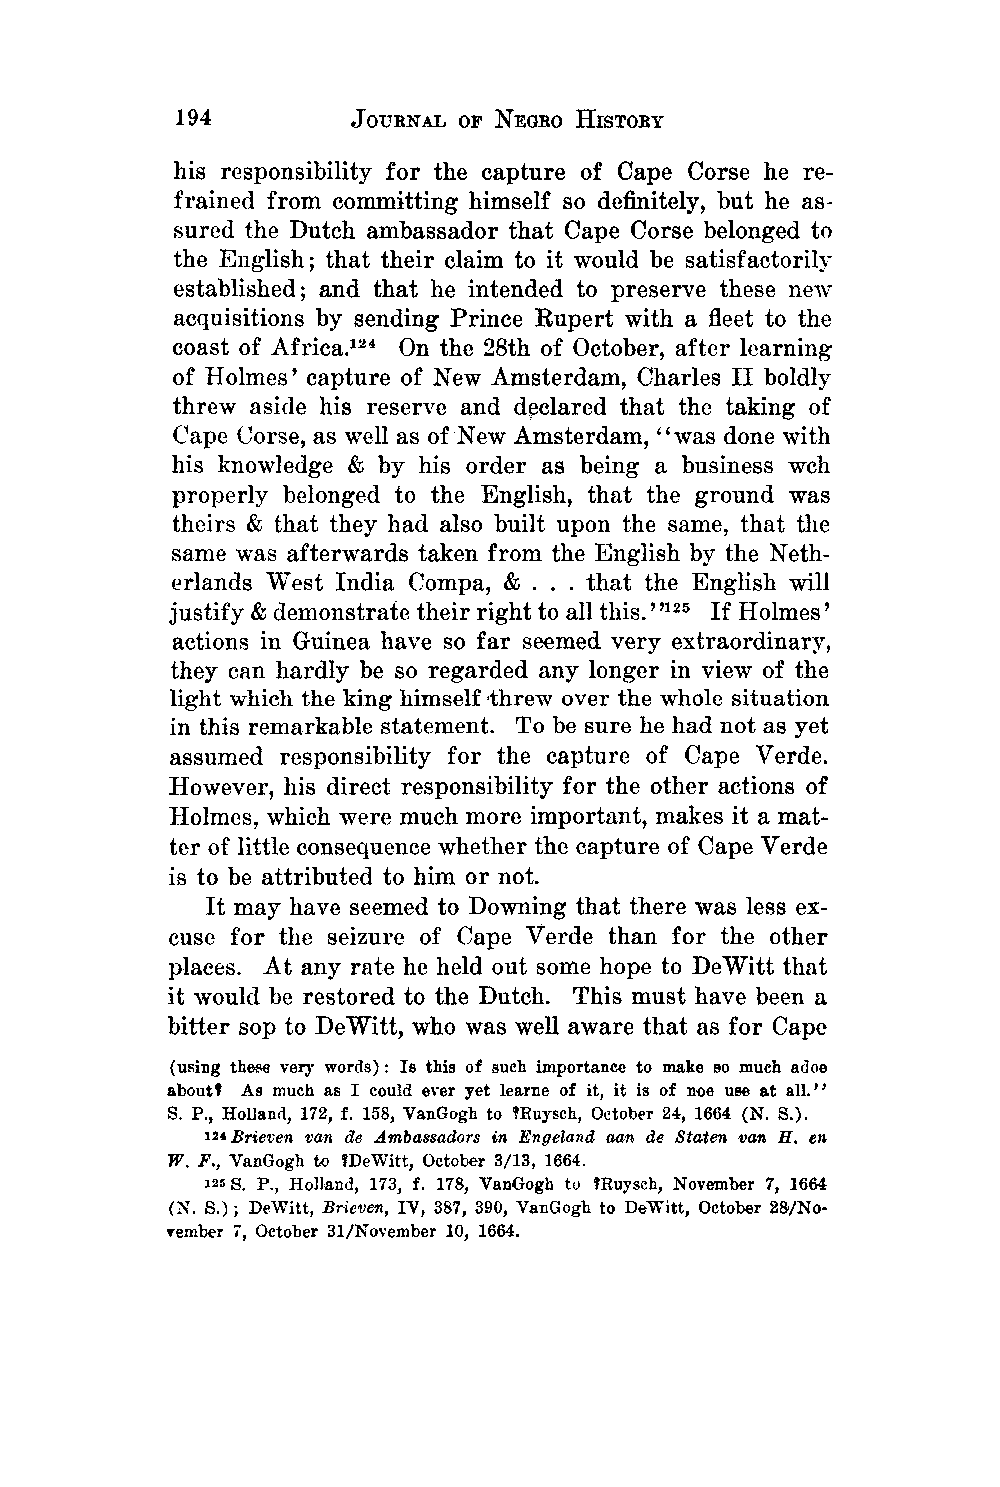 194 JOURNAL OF NEGRO HISTORY
his responsibility for the capture of Cape Corse he re-
frained from committing himself so definitely, but he as-
sured the Dutch ambassador that Cape Corse belonged to
the English; that their claim to it would be satisfactorily
established; and that he intended to preserve these new
acquisitions by sending Prince Rupert with a fleet to the
coast of Africa.¹²⁴ On the 28th of October, after learning
of Holmes' capture of New Amsterdam, Charles II boldly
threw aside his reserve and declared that the taking of
Cape Corse, as well as of New Amsterdam, "was done with
his knowledge & by his order as being a business wch
properly belonged to the English, that the ground was
theirs & that they had also built upon the same, that the
same was afterwards taken from the English by the Neth-
erlands West India Compa, & . . . that the English will
justify & demonstrate their right to all this."¹²⁵ If Holmes'
actions in Guinea have so far seemed very extraordinary,
they can hardly be so regarded any longer in view of the
light which the king himself threw over the whole situation
in this remarkable statement. To be sure he had not as yet
assumed responsibility for the capture of Cape Verde.
However, his direct responsibility for the other actions of
Holmes, which were much more important, makes it a mat-
ter of little consequence whether the capture of Cape Verde
is to be attributed to him or not.
It may have seemed to Downing that there was less ex-
cuse for the seizure of Cape Verde than for the other
places. At any rate he held out some hope to DeWitt that
it would be restored to the Dutch. This must have been a
bitter sop to DeWitt, who was well aware that as for Cape
(using these very words): Is this of such importance to make so much adoe
about? As much as I could ever yet learne of it, it is of noe use at all."
S. P., Holland, 172, f. 158, VanGogh to ?Ruysch, October 24, 1664 (N. S.).
¹²⁴ Brieven van de Ambassadors in Engeland aan de Staten van H. en
W. F., VanGogh to ?DeWitt, October 3/13, 1664.
¹²⁵ S. P., Holland, 173, f. 178, VanGogh to ?Ruysch, November 7, 1664
(N. S.); DeWitt, Brieven, IV, 387, 390, VanGogh to DeWitt, October 28/No-
vember 7, October 31/November 10, 1664.